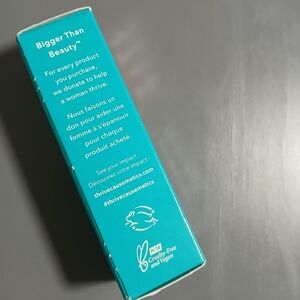 Bigger Than
Beauty™
For every product
you purchase,
we donate to help
a woman thrive.
Nous faisons un
don pour aider une
femme à s'épanouir
pour chaque
produit acheté.
See your impact.
Découvrez votre impact :
thrivecausemetics.com
#thrivecausemetics
PETA
Cruelty-Free
and Vegan